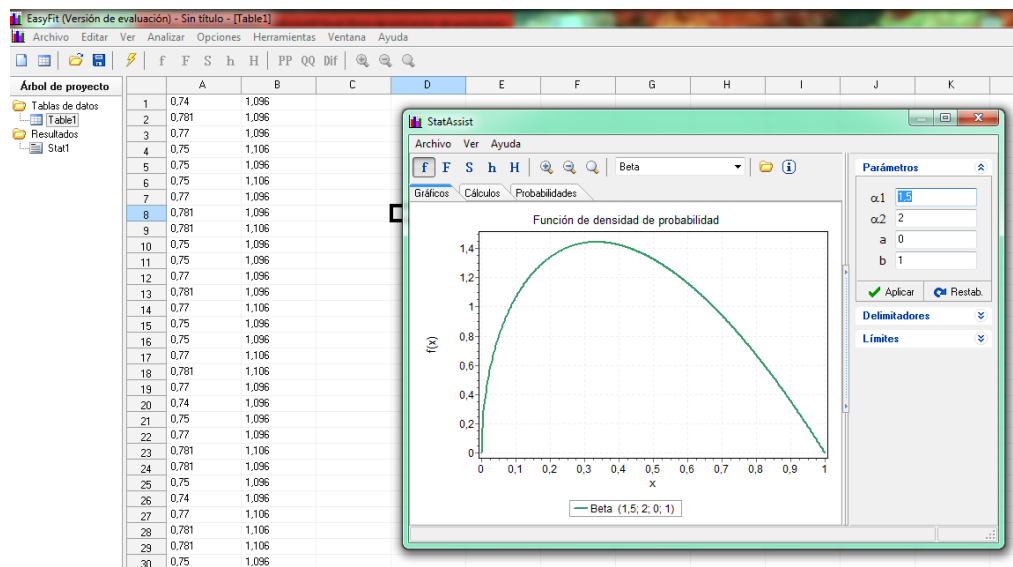 EasyFit (Versión de evaluación) - Sin título - [Table1]
Archivo Editar Ver Analizar Opciones Herramientas Ventana Ayuda
f F S h H PP QQ Dif
Árbol de proyecto
Tablas de datos
Table1
Resultados
Stat1
A B C D E F G H I J K
1 0,74 1,096
2 0,781 1,096
3 0,77 1,096
4 0,75 1,106
5 0,75 1,096
6 0,75 1,106
7 0,77 1,096
8 0,781 1,096
9 0,781 1,106
10 0,75 1,096
11 0,75 1,096
12 0,77 1,096
13 0,781 1,096
14 0,77 1,106
15 0,75 1,096
16 0,75 1,096
17 0,77 1,106
18 0,781 1,106
19 0,77 1,096
20 0,74 1,096
21 0,75 1,096
22 0,77 1,096
23 0,781 1,106
24 0,781 1,096
25 0,75 1,096
26 0,74 1,096
27 0,77 1,106
28 0,781 1,106
29 0,781 1,106
30 0,75 1,096
StatAssist
Archivo Ver Ayuda
f F S h H Beta
Gráficos Cálculos Probabilidades
Función de densidad de probabilidad
f(x)
1,4
1,2
1
0,8
0,6
0,4
0,2
0
0 0,1 0,2 0,3 0,4 0,5 0,6 0,7 0,8 0,9 1
x
Beta (1,5; 2; 0; 1)
Parámetros
α1 1,5
α2 2
a 0
b 1
Aplicar Restab.
Delimitadores
Límites